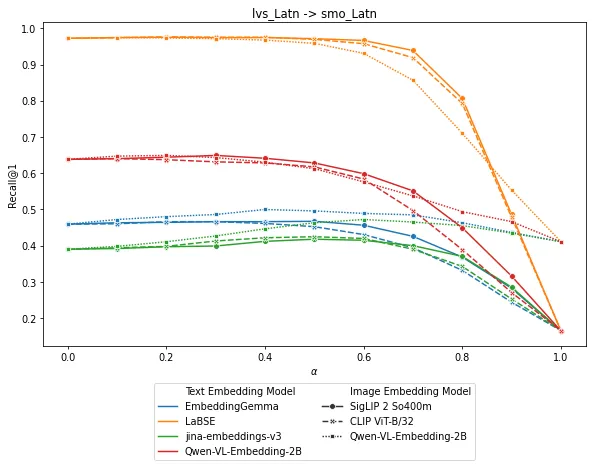 lvs_Latn -> smo_Latn
1.0
0.9
0.8
0.7
0.6
0.5
0.4
0.3
0.2
Recall@1
0.0 0.2 0.4 0.6 0.8 1.0
α
Text Embedding Model Image Embedding Model
EmbeddingGemma SigLIP 2 So400m
LaBSE CLIP ViT-B/32
jina-embeddings-v3 Qwen-VL-Embedding-2B
Qwen-VL-Embedding-2B